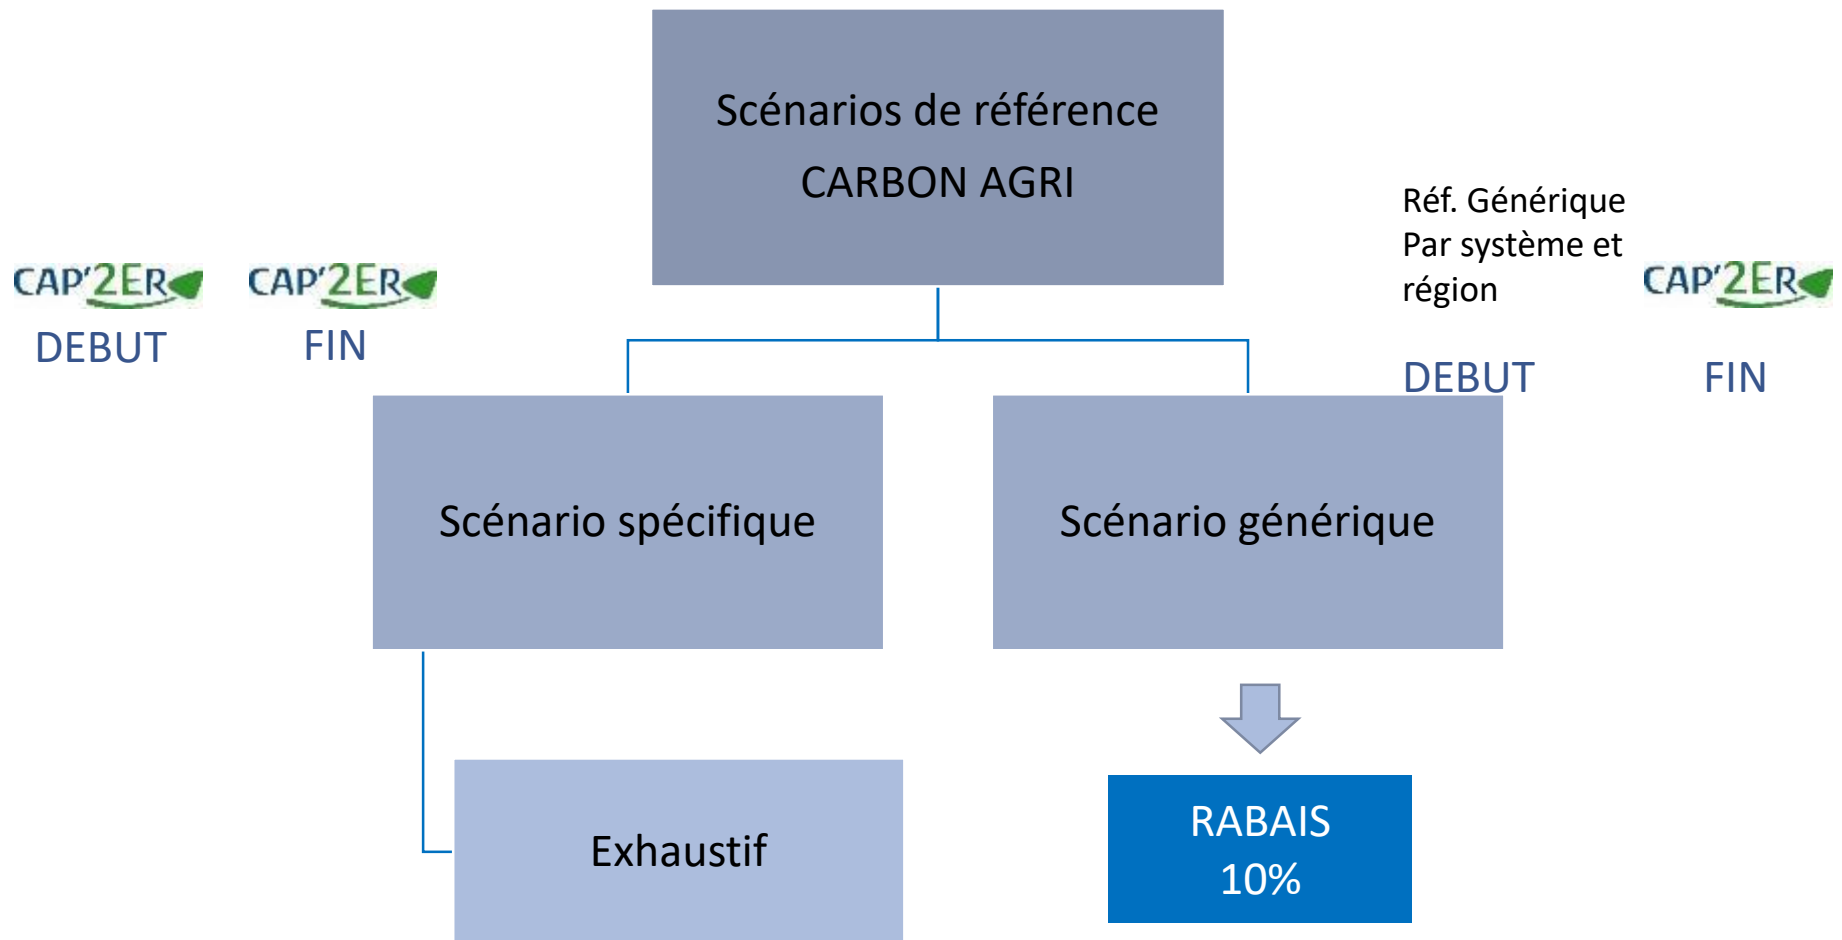 Scénarios de référence
CARBON AGRI
CAP'2ER
DEBUT
CAP'2ER
FIN
Réf. Générique
Par système et
région
DEBUT
CAP'2ER
FIN
Scénario spécifique
Scénario générique
Exhaustif
RABAIS
10%